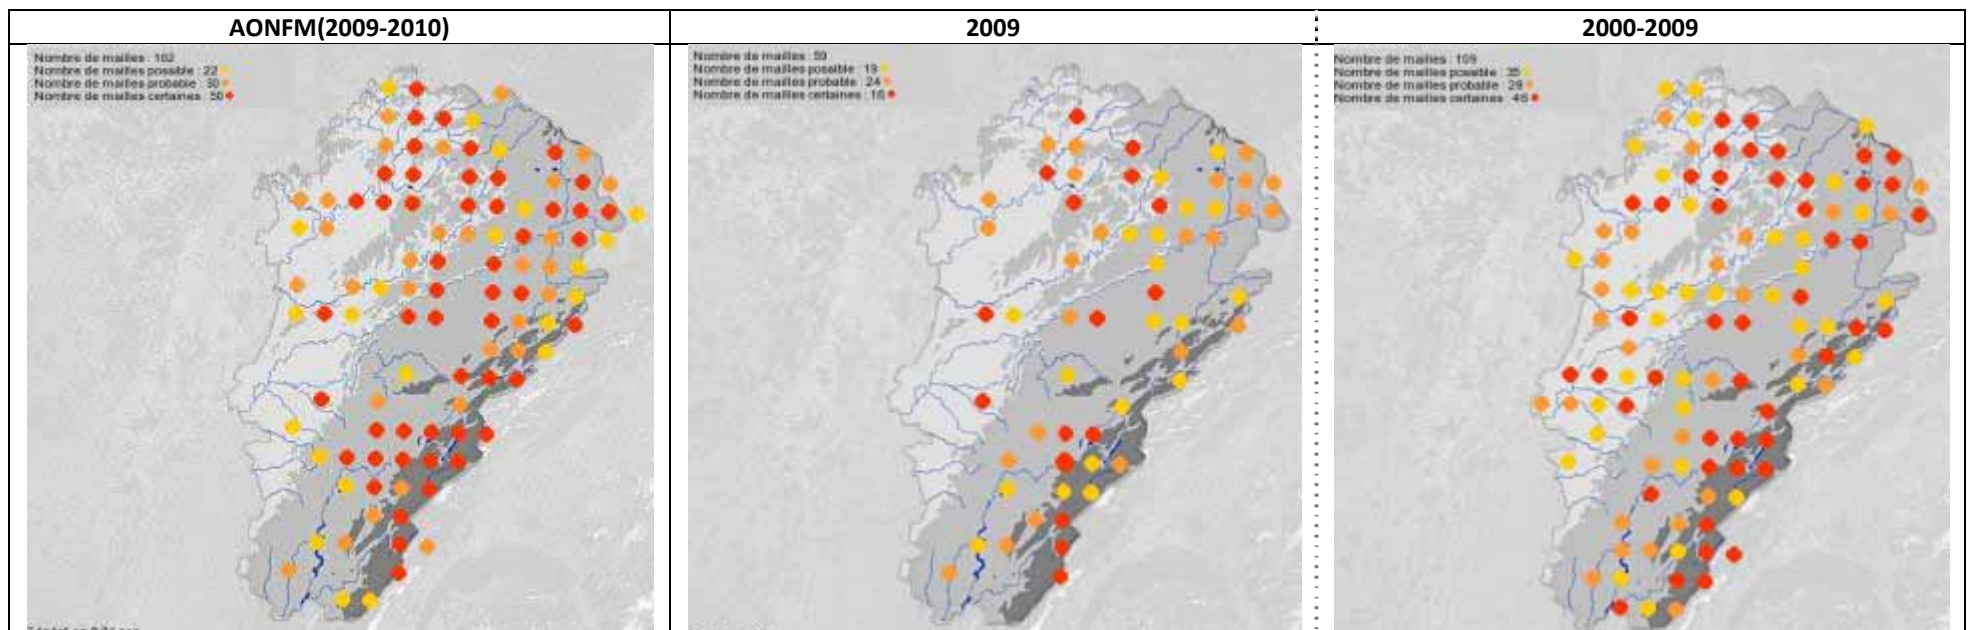 AONFM(2009-2010)
Nombre de mailles : 102
Nombre de mailles possible : 22
Nombre de mailles probable : 30
Nombre de mailles certaines : 50
2009
Nombre de mailles : 59
Nombre de mailles possible : 19
Nombre de mailles probable : 24
Nombre de mailles certaines : 16
2000-2009
Nombre de mailles : 109
Nombre de mailles possible : 35
Nombre de mailles probable : 28
Nombre de mailles certaines : 46